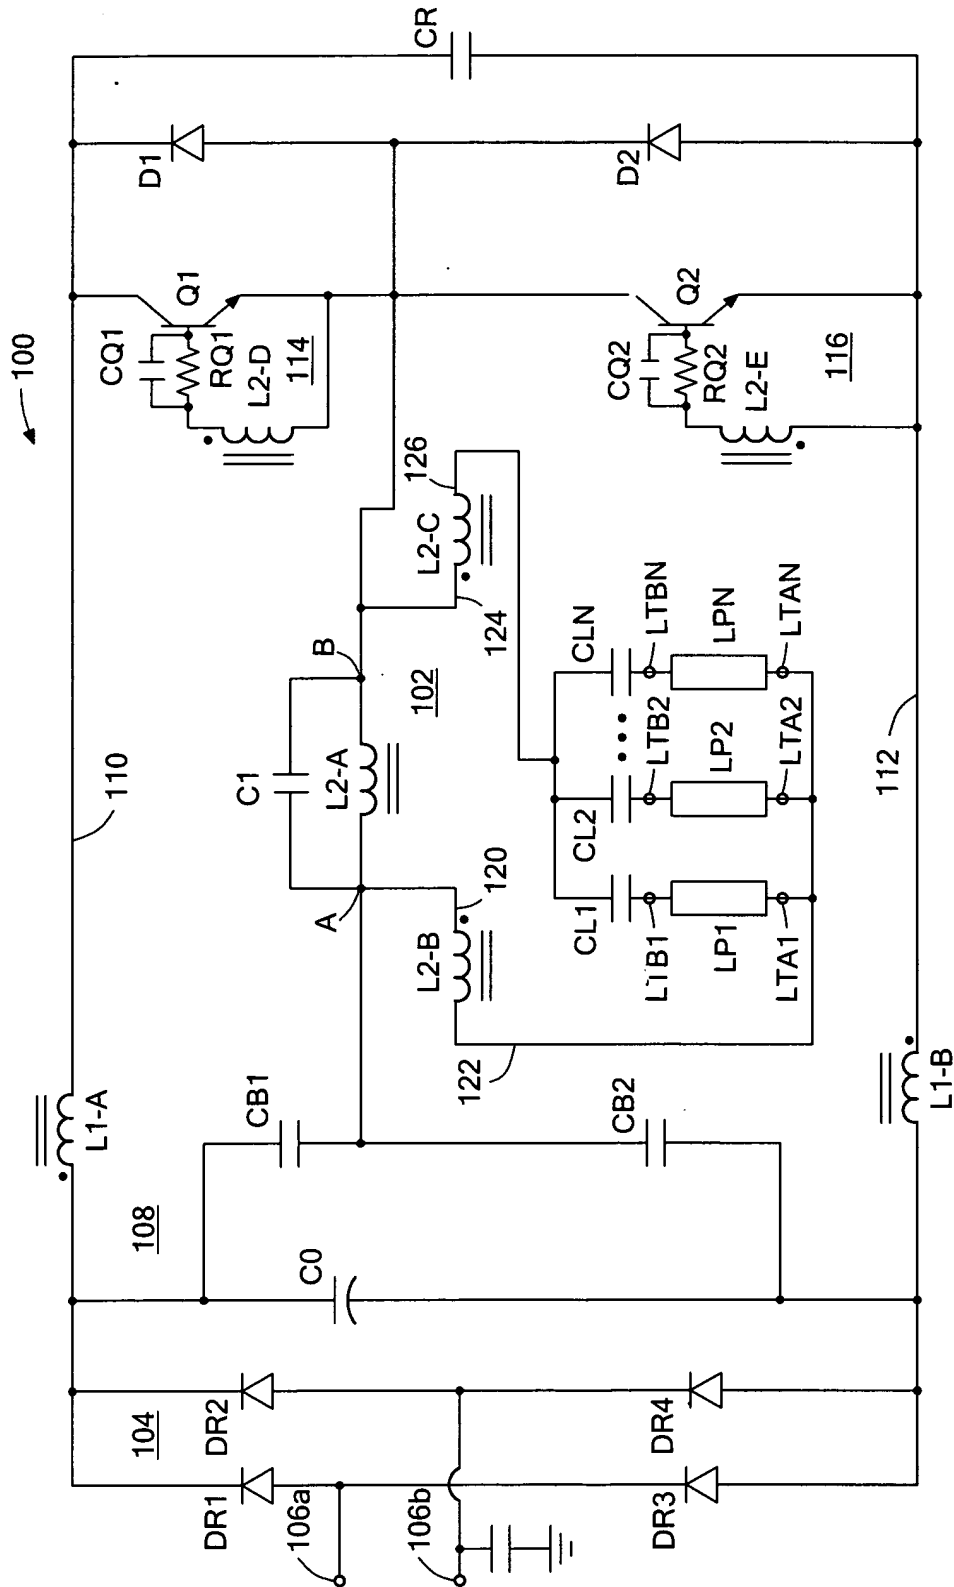 100
CR
D1
D2
Q1
CQ1
RQ1
L2-D
114
Q2
CQ2
RQ2
L2-E
116
110
C1
B
L2-A
102
A
L2-C
126
124
L2-B
120
122
CL1
CL2
CLN
LTB1
LTB2
LTBN
LP1
LP2
LPN
LTA1
LTA2
LTAN
112
L1-A
L1-B
CB1
CB2
108
C0
104
DR1
DR2
DR3
DR4
106a
106b